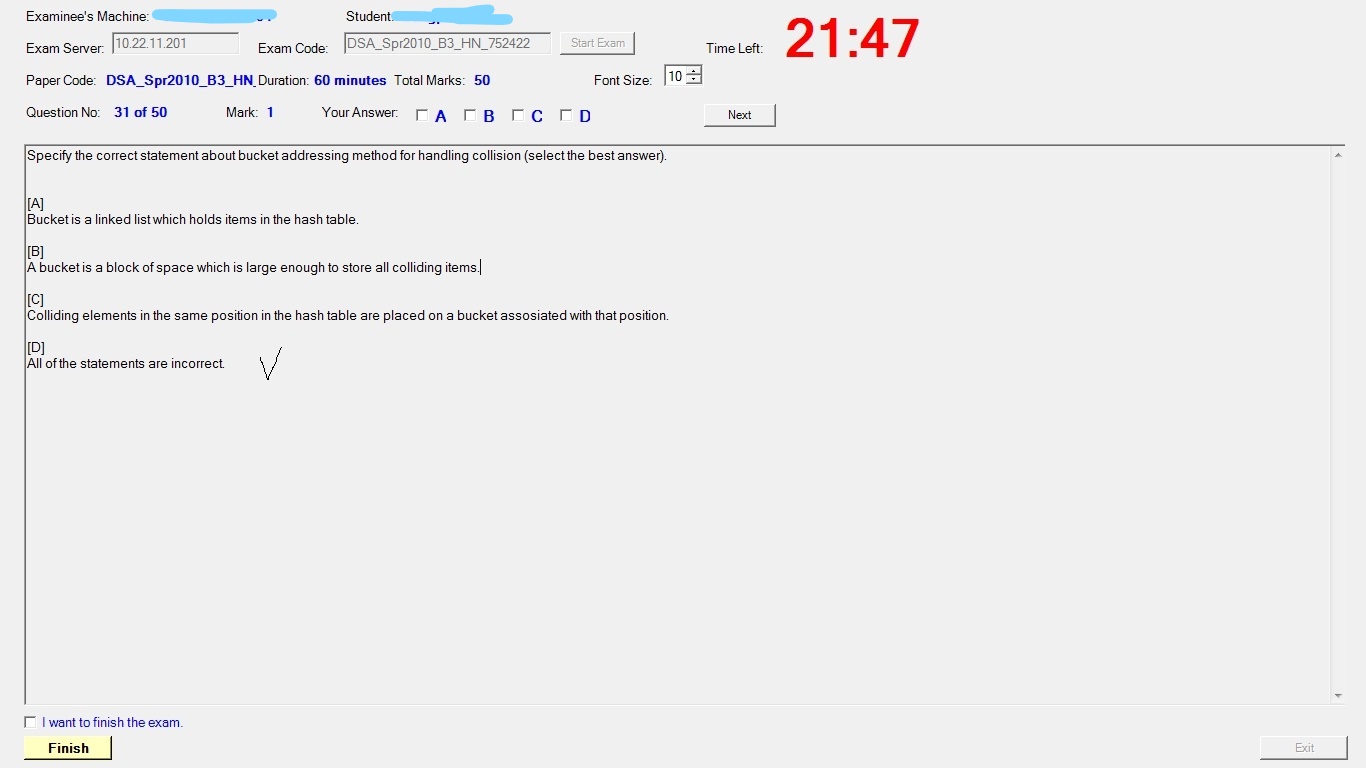 Examinee's Machine: Student:
Exam Server: 10.22.11.201 Exam Code: DSA_Spr2010_B3_HN_752422 Start Exam Time Left: 21:47
Paper Code: DSA_Spr2010_B3_HN_ Duration: 60 minutes Total Marks: 50 Font Size: 10
Question No: 31 of 50 Mark: 1 Your Answer: A B C D Next
Specify the correct statement about bucket addressing method for handling collision (select the best answer).
[A]
Bucket is a linked list which holds items in the hash table.
[B]
A bucket is a block of space which is large enough to store all colliding items.
[C]
Colliding elements in the same position in the hash table are placed on a bucket assosiated with that position.
[D]
All of the statements are incorrect.
I want to finish the exam.
Finish Exit